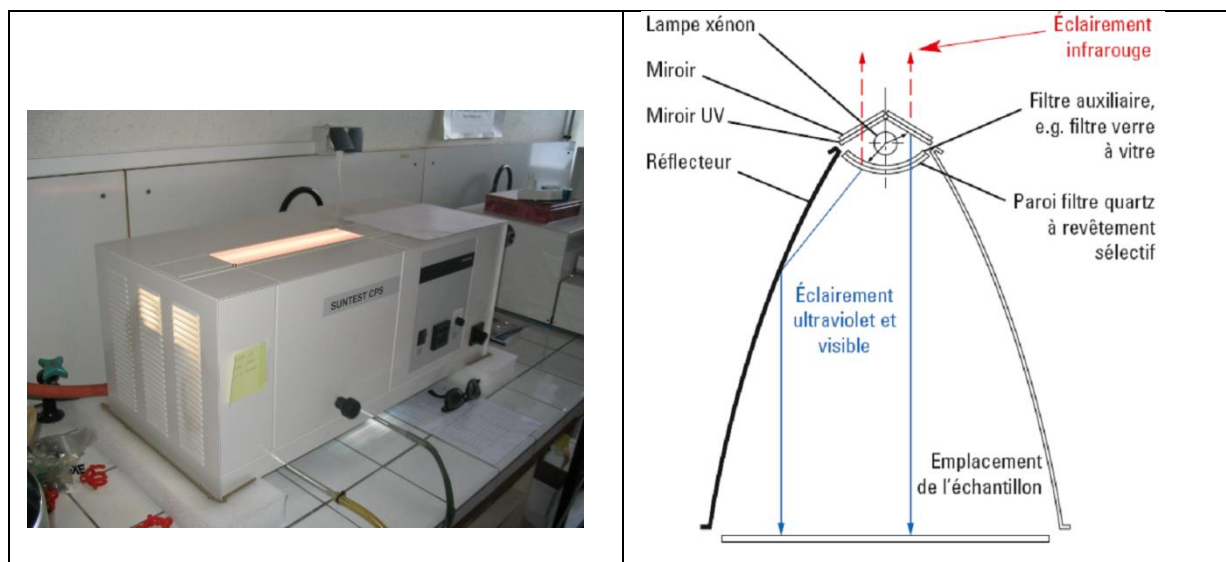 SUNTEST CPS
Lampe xénon
Miroir
Miroir UV
Réflecteur
Éclairement
infrarouge
Filtre auxiliaire,
e.g. filtre verre
à vitre
Paroi filtre quartz
à revêtement
sélectif
Éclairement
ultraviolet et
visible
Emplacement
de l'échantillon